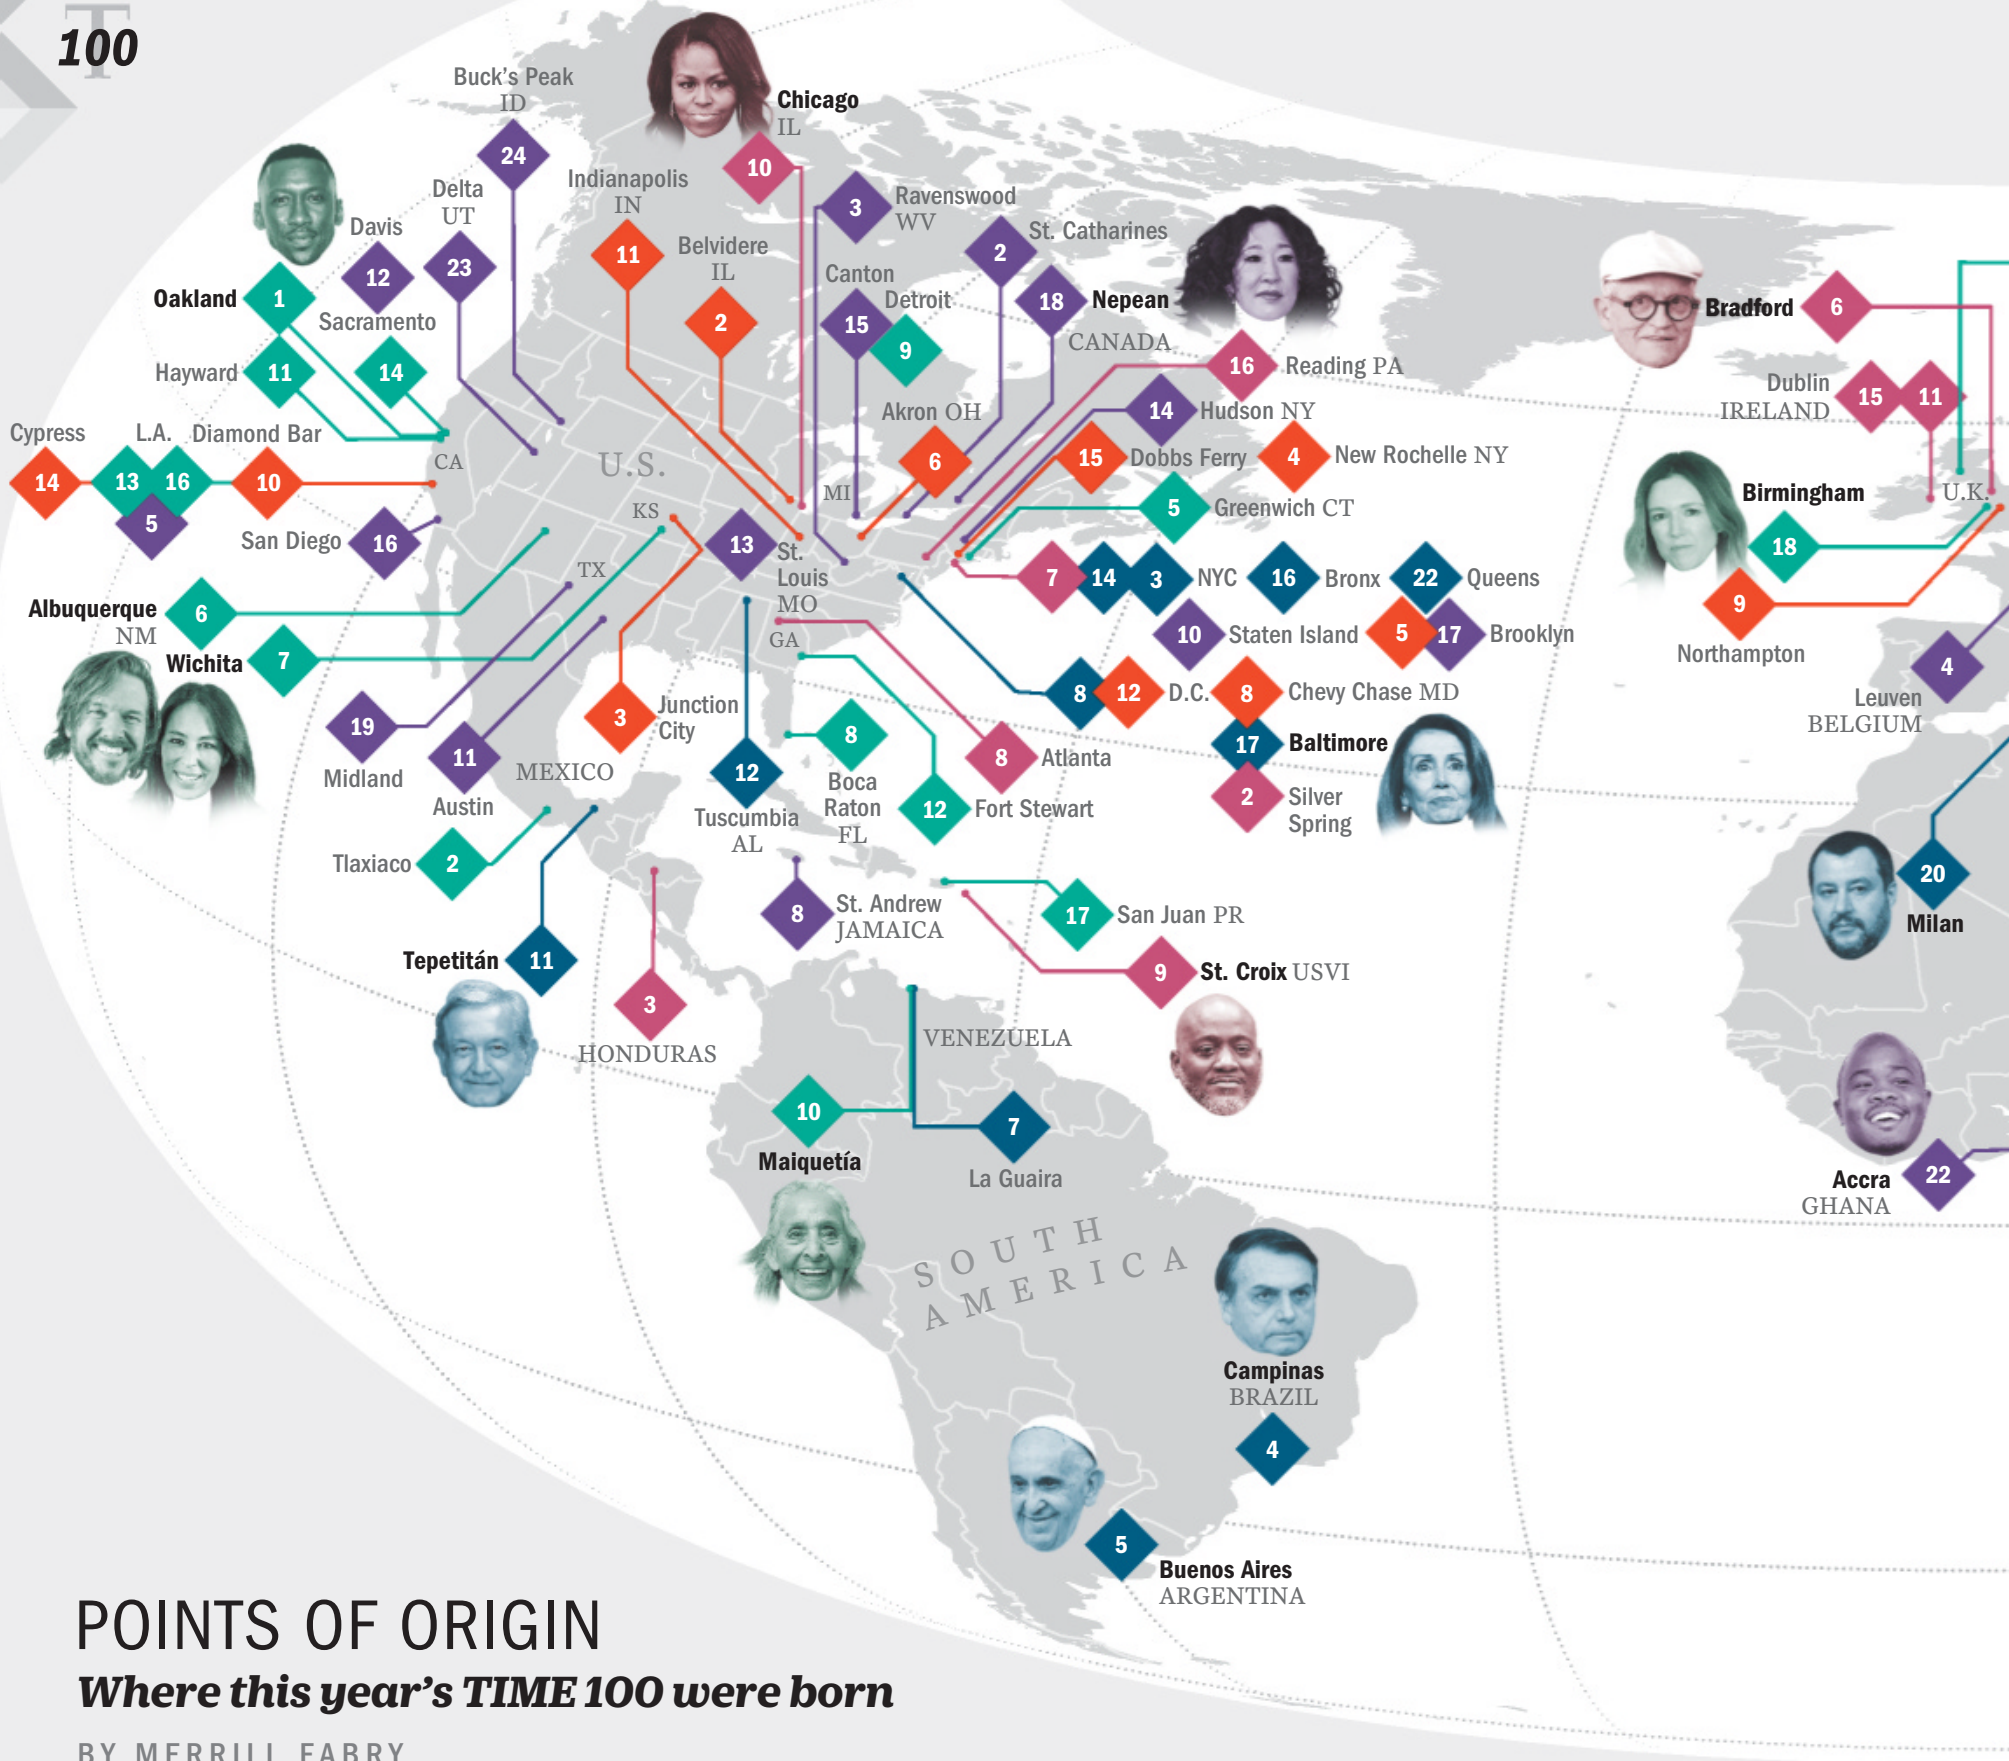 T
100
Buck's Peak
ID
24
Chicago
IL
10
Indianapolis
IN
11
Delta
UT
23
Davis
12
Oakland
1
Sacramento
14
Hayward
11
Belvidere
IL
2
3
Ravenswood
WV
Canton
15
Detroit
9
2
St. Catharines
18
Nepean
CANADA
16
Reading PA
14
Hudson NY
Akron OH
6
15
Dobbs Ferry
4
New Rochelle NY
5
Greenwich CT
Bradford
6
Dublin
IRELAND
15
11
U.K.
Birmingham
18
9
Northampton
4
Leuven
BELGIUM
Cypress
14
L.A.
13
16
5
Diamond Bar
10
CA
U.S.
MI
KS
TX
GA
San Diego
16
13
St.
Louis
MO
7
14
3
NYC
16
Bronx
22
Queens
10
Staten Island
5
17
Brooklyn
Albuquerque
NM
6
Wichita
7
8
12
D.C.
8
Chevy Chase MD
17
Baltimore
2
Silver
Spring
19
Midland
11
Austin
MEXICO
3
Junction
City
12
Tuscumbia
AL
8
Boca
Raton
FL
8
Atlanta
12
Fort Stewart
Tlaxiaco
2
Tepetitán
11
3
HONDURAS
8
St. Andrew
JAMAICA
17
San Juan PR
9
St. Croix USVI
20
Milan
VENEZUELA
10
Maiquetía
7
La Guaira
Accra
GHANA
22
SOUTH
AMERICA
Campinas
BRAZIL
4
5
Buenos Aires
ARGENTINA
POINTS OF ORIGIN
Where this year's TIME 100 were born
BY MERRILL FABRY